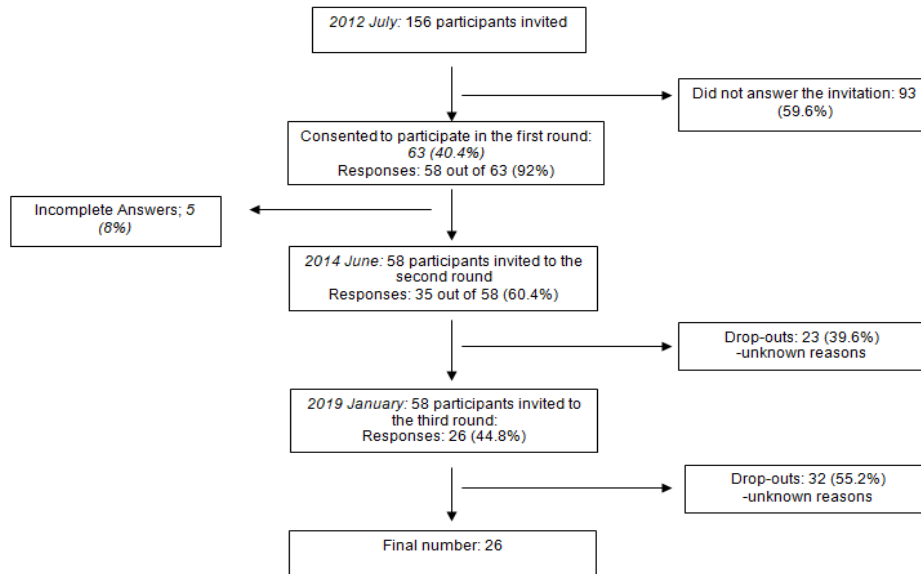 2012 July: 156 participants invited
Did not answer the invitation: 93
(59.6%)
Consented to participate in the first round:
63 (40.4%)
Responses: 58 out of 63 (92%)
Incomplete Answers; 5
(8%)
2014 June: 58 participants invited to the
second round
Responses: 35 out of 58 (60.4%)
Drop-outs: 23 (39.6%)
-unknown reasons
2019 January: 58 participants invited to
the third round:
Responses: 26 (44.8%)
Drop-outs: 32 (55.2%)
-unknown reasons
Final number: 26